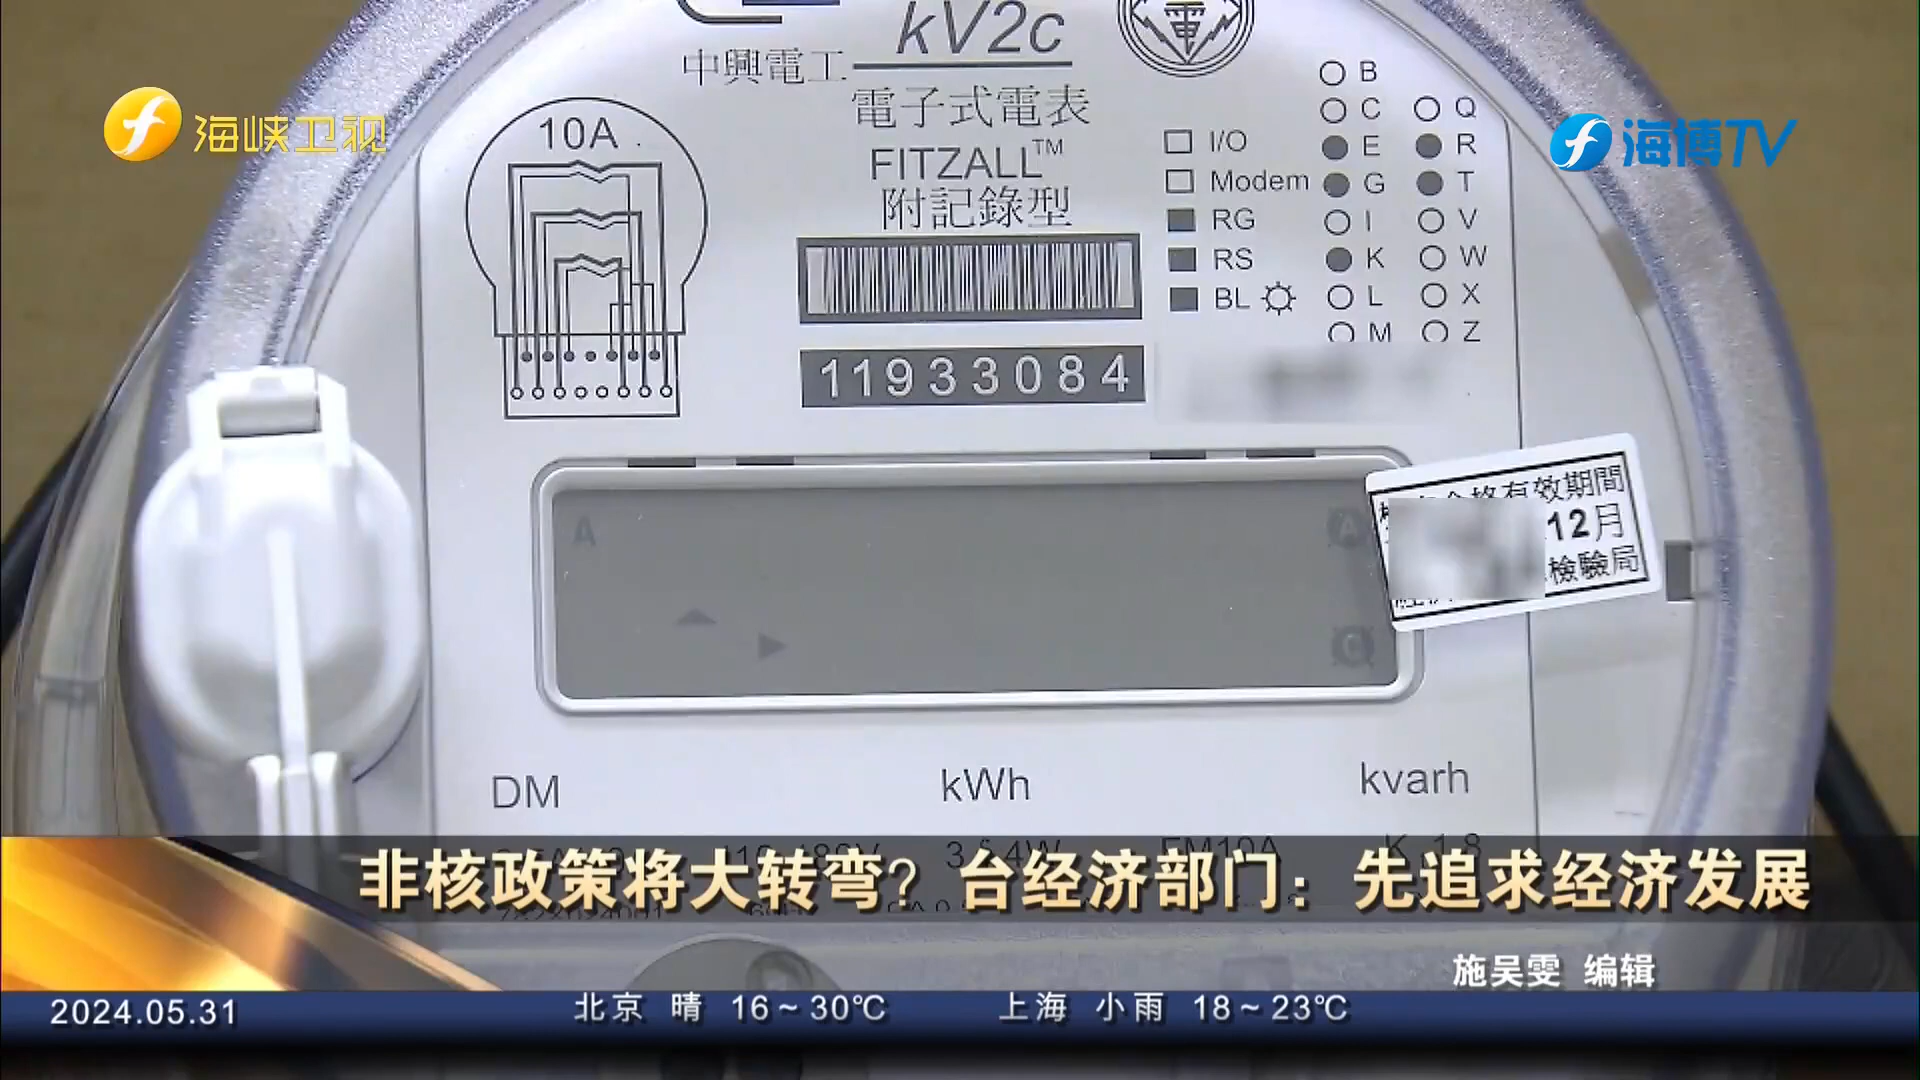 kV2c
中興電工
電子式電表
FITZALL™
附記錄型
10A
海峡卫视
海博TV
I/O
Modem
RG
RS
BL
B
C Q
E R
G T
I V
K W
L X
M Z
11933084
有效期間
12月
檢驗局
A
A
C
DM kWh kvarh
非核政策将大转弯？台经济部门：先追求经济发展
施吴雯 编辑
2024.05.31 北京 晴 16～30℃ 上海 小雨 18～23℃